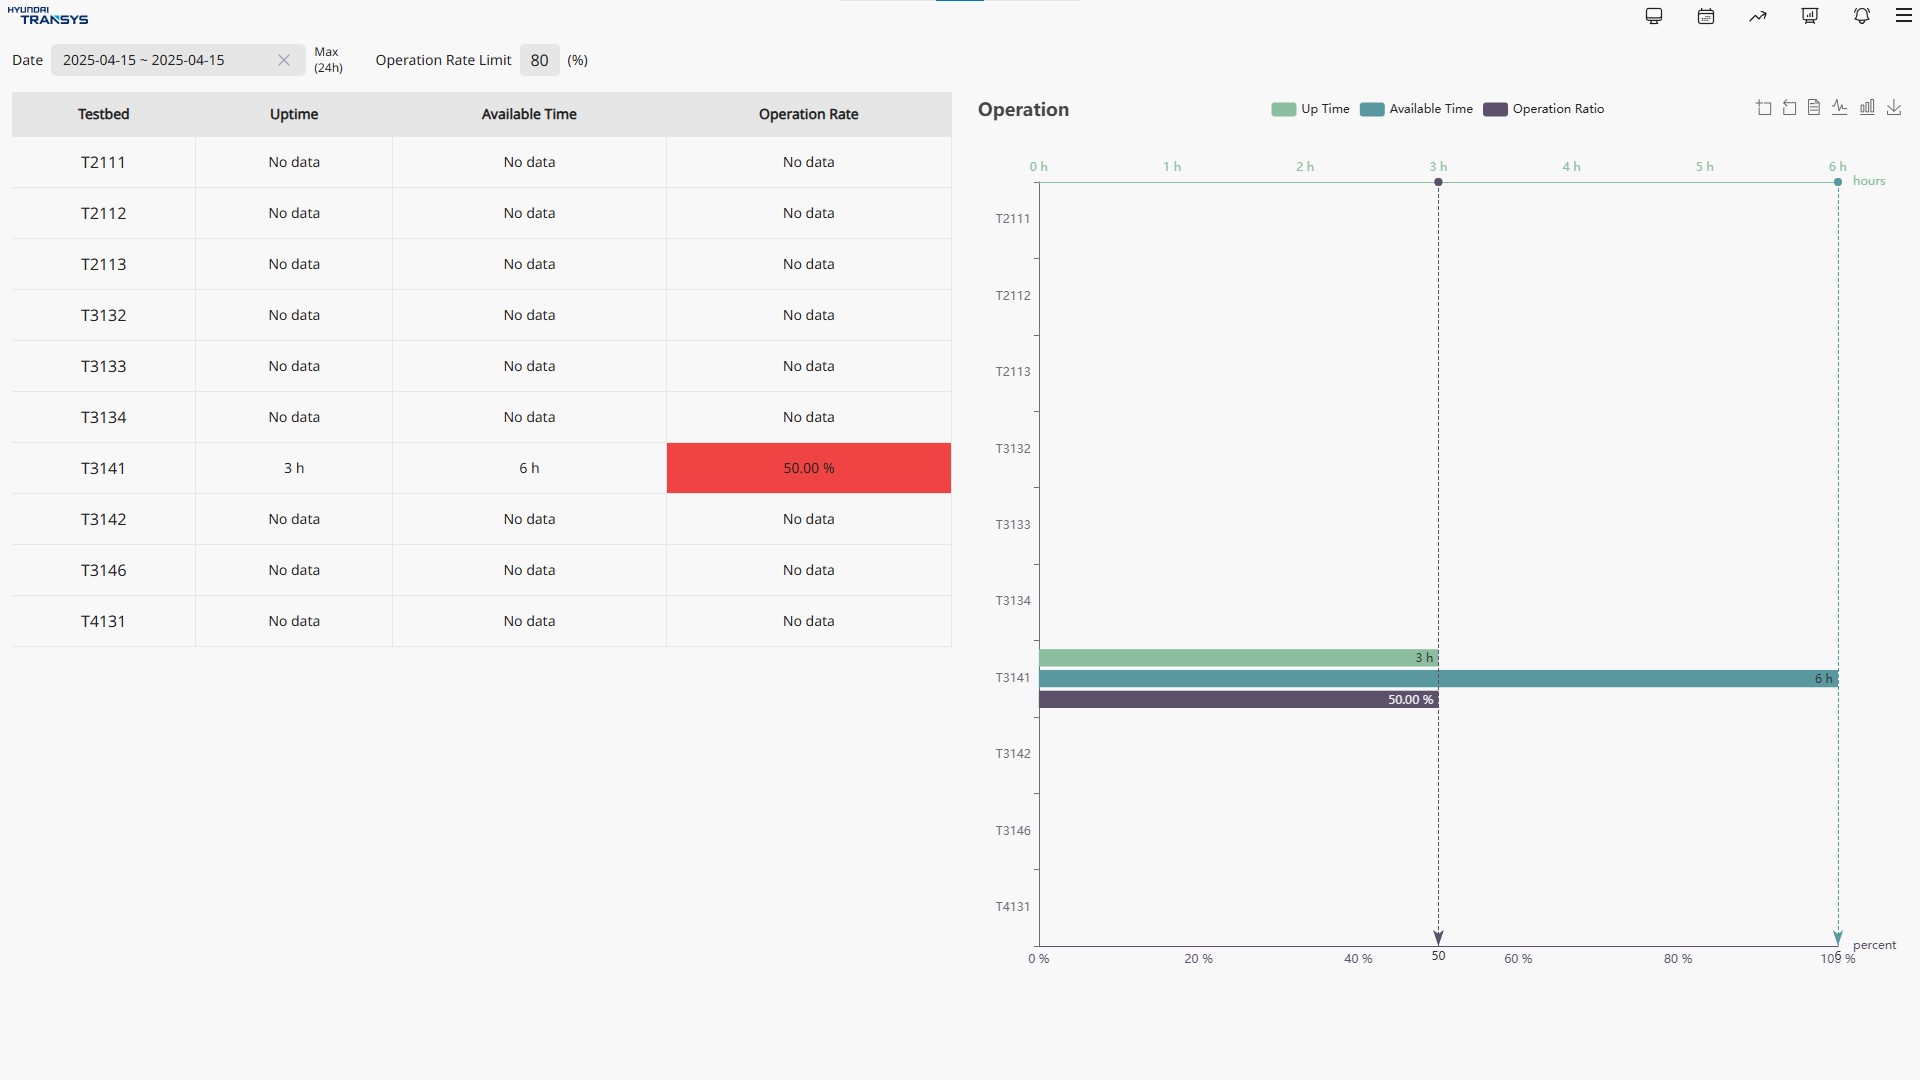 HYUNDAI
TRANSYS
Date 2025-04-15 ~ 2025-04-15 Max (24h) Operation Rate Limit 80 (%)
Testbed Uptime Available Time Operation Rate
T2111 No data No data No data
T2112 No data No data No data
T2113 No data No data No data
T3132 No data No data No data
T3133 No data No data No data
T3134 No data No data No data
T3141 3 h 6 h 50.00 %
T3142 No data No data No data
T3146 No data No data No data
T4131 No data No data No data
Operation Up Time Available Time Operation Ratio
0 h 1 h 2 h 3 h 4 h 5 h 6 h
hours
T2111
T2112
T2113
T3132
T3133
T3134
3 h
T3141 6 h
50.00 %
T3142
T3146
T4131
percent
0 % 20 % 40 % 50 60 % 80 % 100 %
6